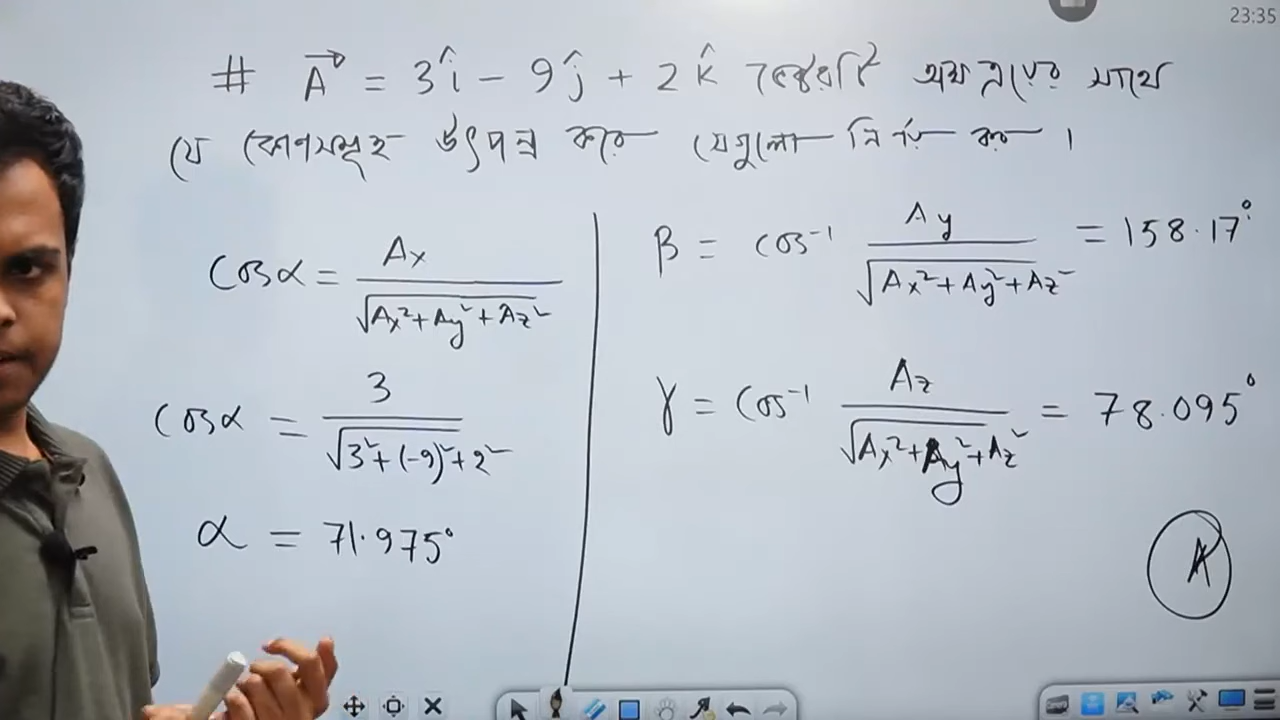 23:35
# A⃗ = 3î − 9ĵ + 2k̂ ভেক্টরটি অক্ষত্রয়ের সাথে
যে কোণসমূহ উৎপন্ন করে সেগুলো নির্ণয় কর ।
Cosα = Ax / √(Ax²+Ay²+Az²)
Cosα = 3 / √(3²+(-9)²+2²)
α = 71.975°
β = Cos⁻¹ Ay / √(Ax²+Ay²+Az²) = 158.17°
γ = Cos⁻¹ Az / √(Ax²+Ay²+Az²) = 78.095°
A